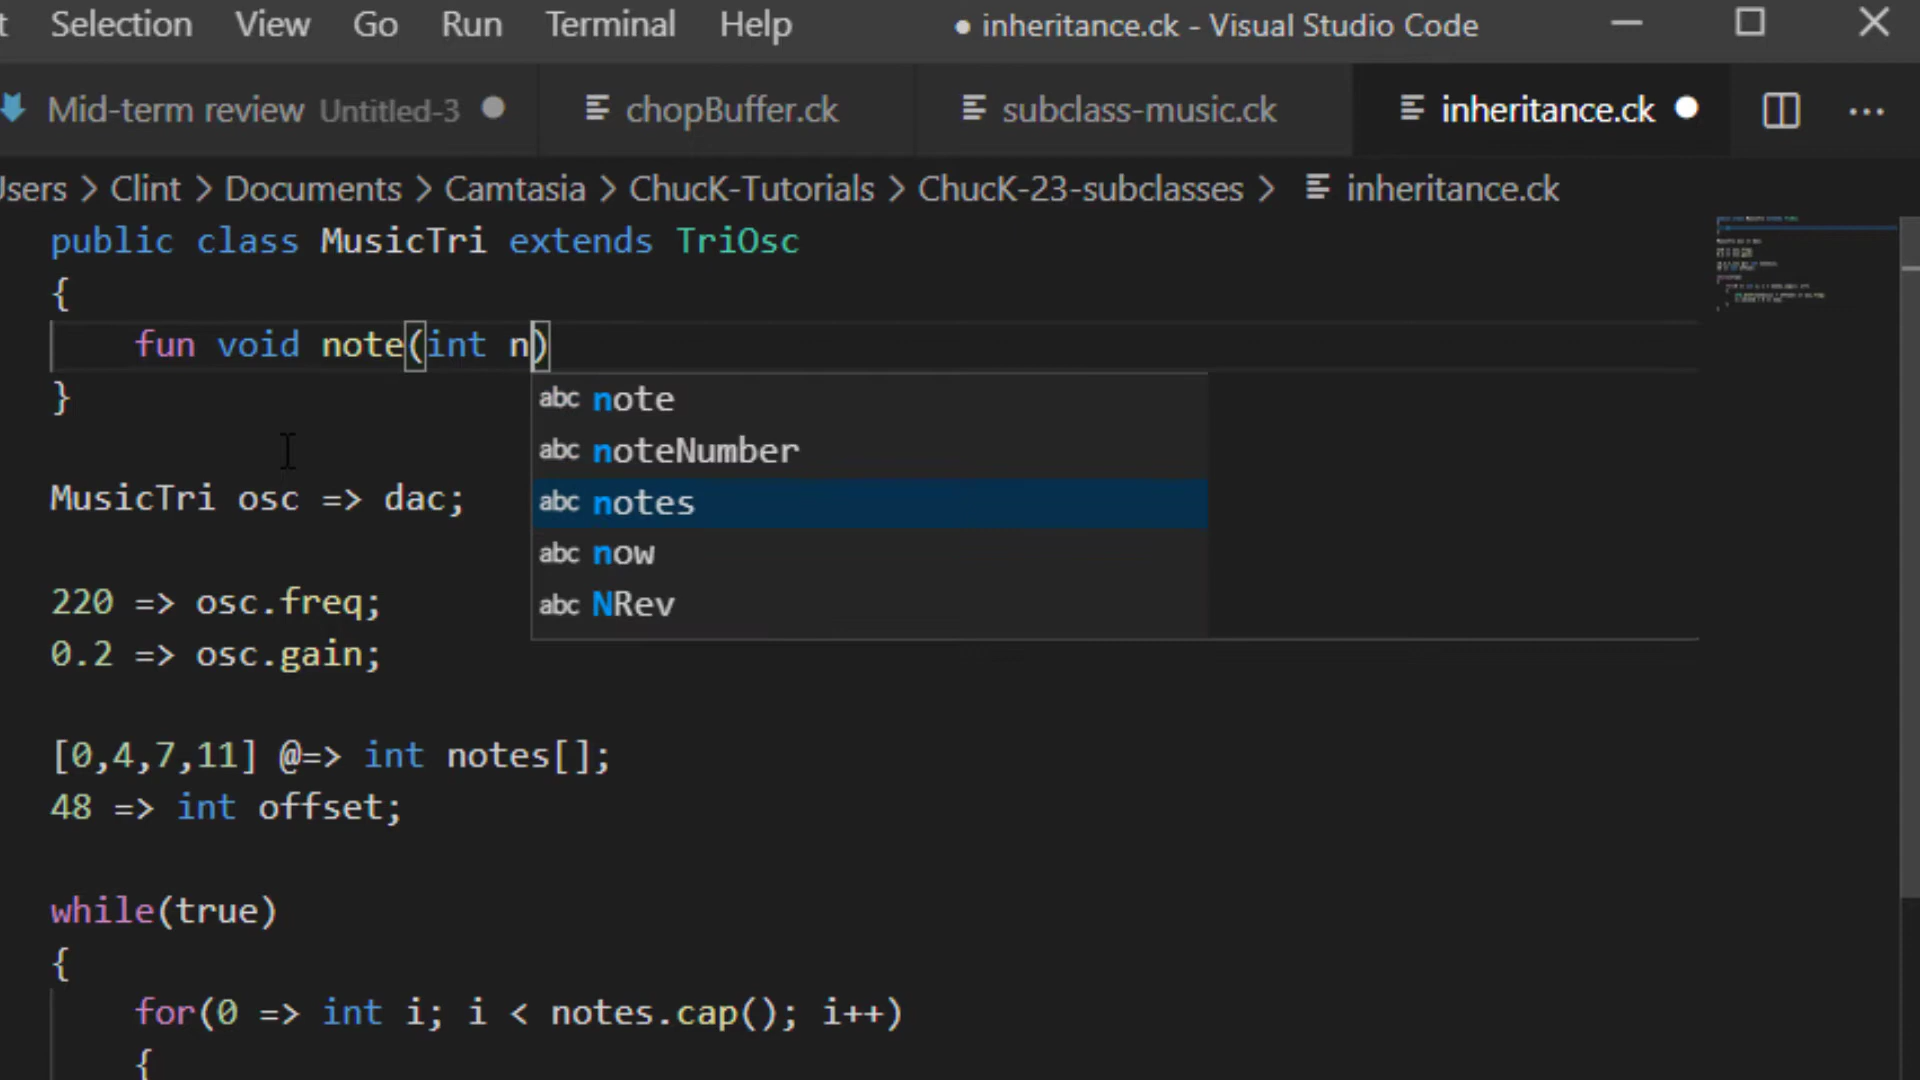 Selection View Go Run Terminal Help ● inheritance.ck - Visual Studio Code
Mid-term review Untitled-3 chopBuffer.ck subclass-music.ck inheritance.ck
Users > Clint > Documents > Camtasia > ChucK-Tutorials > ChucK-23-subclasses > inheritance.ck
public class MusicTri extends TriOsc
{
fun void note(int n)
}
abc note
abc noteNumber
abc notes
abc now
abc NRev
MusicTri osc => dac;
220 => osc.freq;
0.2 => osc.gain;
[0,4,7,11] @=> int notes[];
48 => int offset;
while(true)
{
for(0 => int i; i < notes.cap(); i++)
{